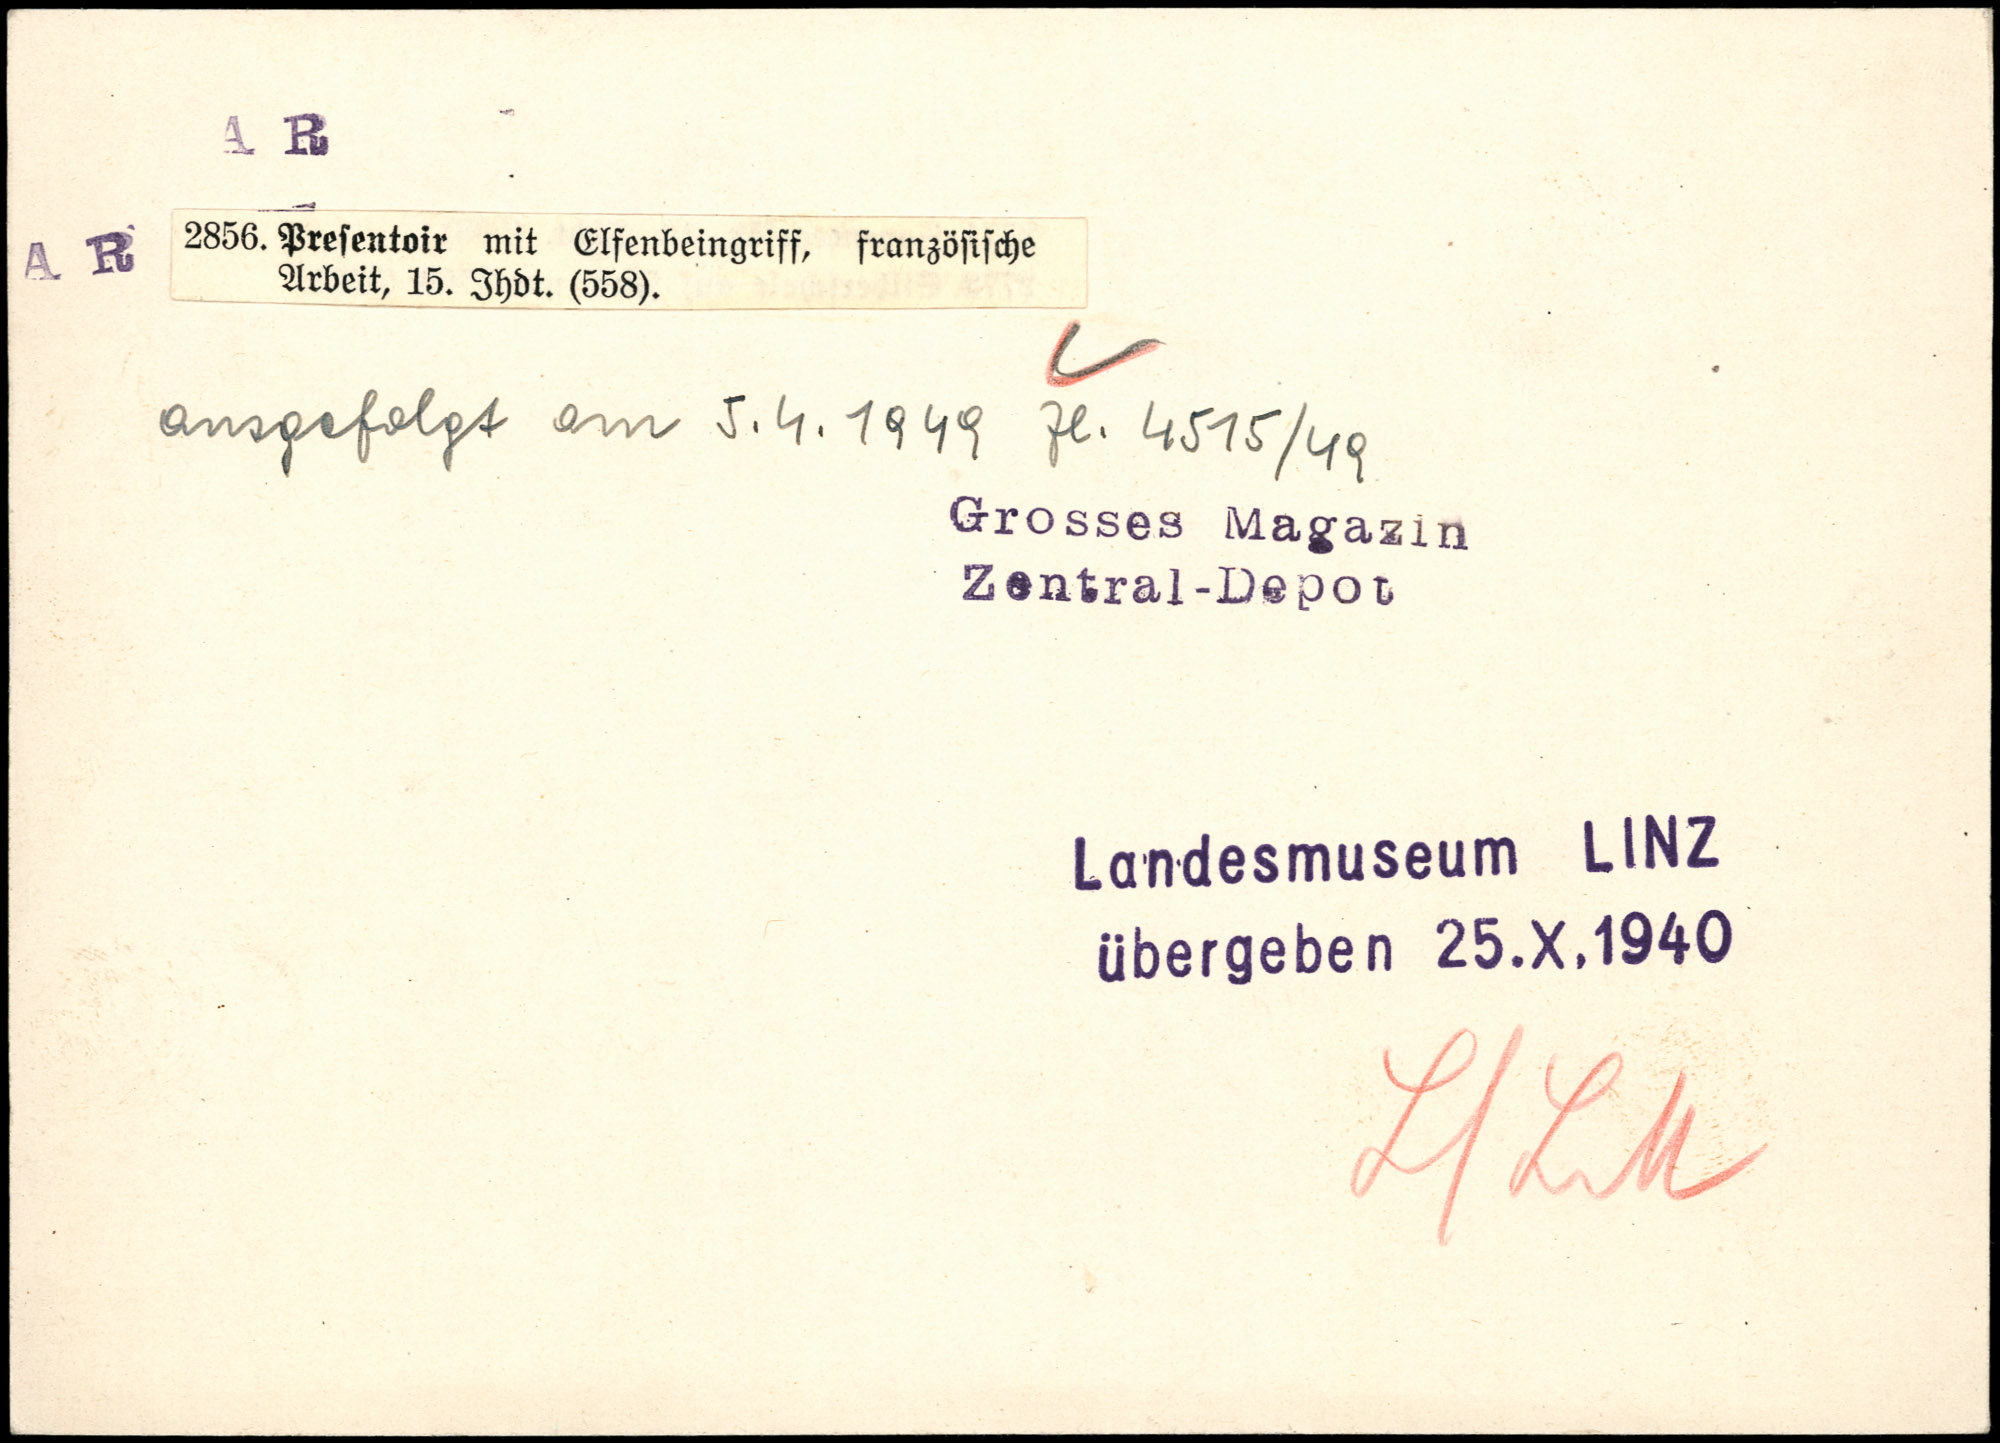 A R
A R
2856. Presentoir mit Elfenbeingriff, französische
Arbeit, 15. Jhdt. (558).
ausgefolgt am 5.4.1949 Zl. 4515/49
Grosses Magazin
Zentral-Depot
Landesmuseum LINZ
übergeben 25.X.1940